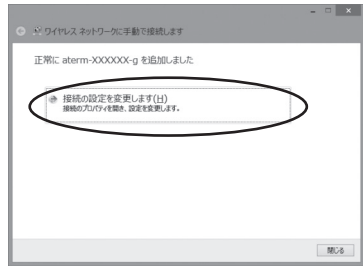 ワイヤレス ネットワークに手動で接続します
正常に aterm-XXXXXX-g を追加しました
接続の設定を変更します(H)
接続のプロパティを開き、設定を変更します。
閉じる